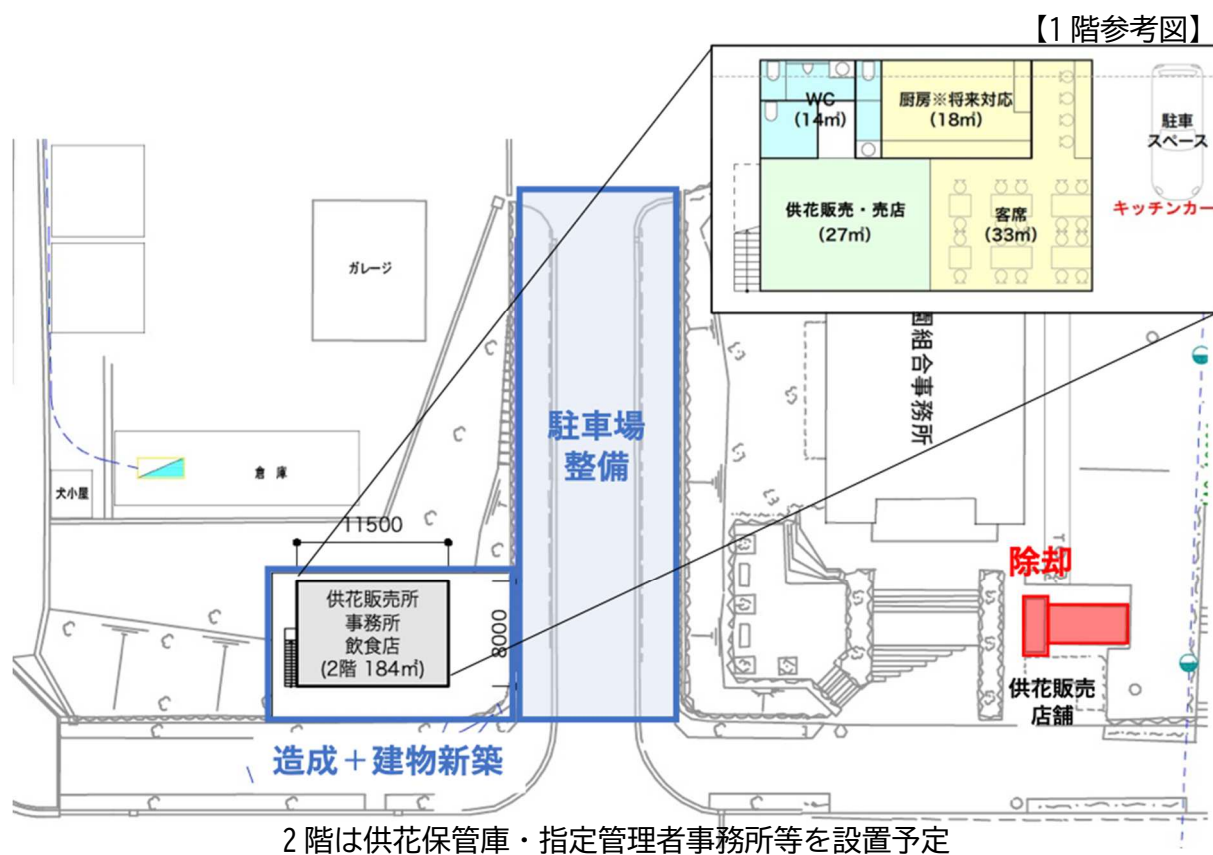 【1階参考図】
WC
(14㎡)
厨房※将来対応
(18㎡)
駐車
スペース
キッチンカー
供花販売・売店
(27㎡)
客席
(33㎡)
ガレージ
園組合事務所
駐車場
整備
倉庫
犬小屋
11500
除却
供花販売所
事務所
飲食店
(2階 184㎡)
8000
供花販売
店舗
造成＋建物新築
2階は供花保管庫・指定管理者事務所等を設置予定